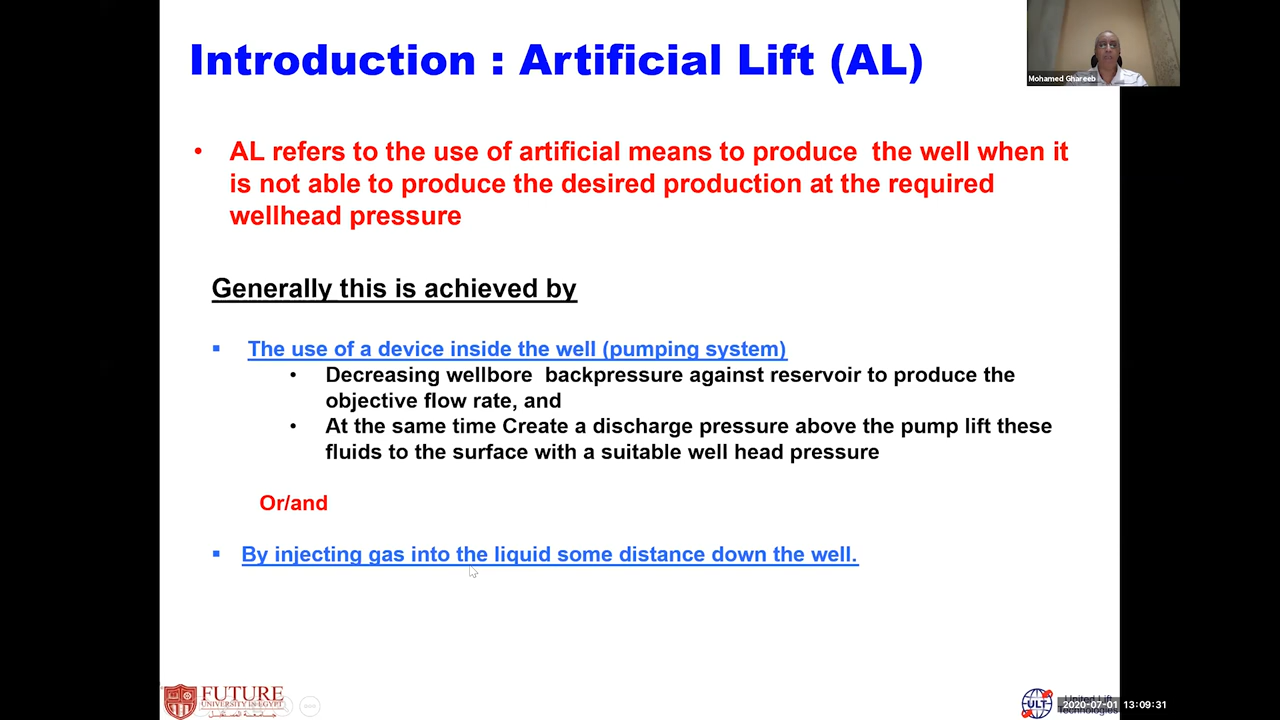 Introduction : Artificial Lift (AL)
Mohamed Ghareeb
• AL refers to the use of artificial means to produce the well when it
is not able to produce the desired production at the required
wellhead pressure
Generally this is achieved by
▪ The use of a device inside the well (pumping system)
• Decreasing wellbore backpressure against reservoir to produce the
objective flow rate, and
• At the same time Create a discharge pressure above the pump lift these
fluids to the surface with a suitable well head pressure
Or/and
▪ By injecting gas into the liquid some distance down the well.
FUTURE
UNIVERSITY IN EGYPT
ULT
United Lift
Technologies
2020-07-01 13:09:31